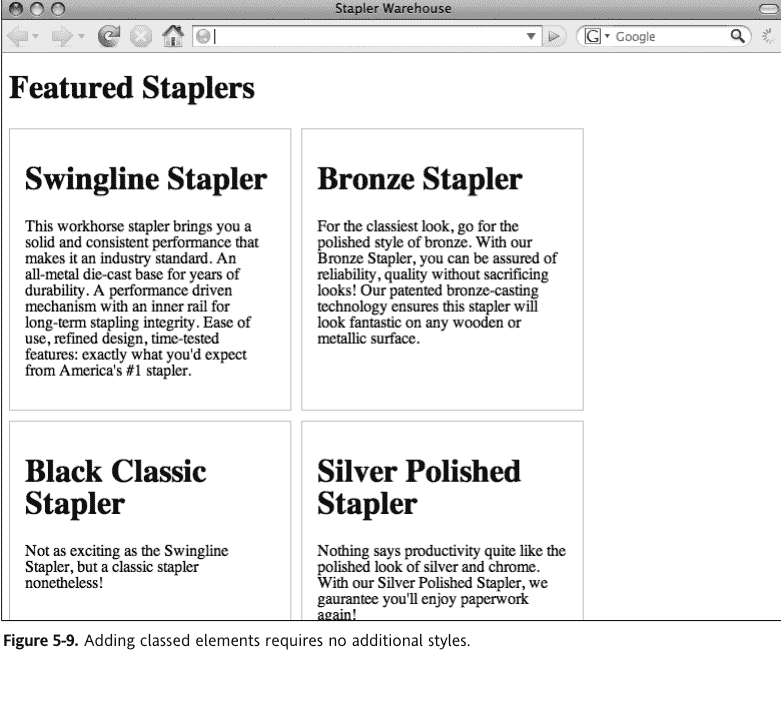 Stapler Warehouse
G Google
Featured Staplers
Swingline Stapler
This workhorse stapler brings you a
solid and consistent performance that
makes it an industry standard. An
all-metal die-cast base for years of
durability. A performance driven
mechanism with an inner rail for
long-term stapling integrity. Ease of
use, refined design, time-tested
features: exactly what you'd expect
from America's #1 stapler.
Bronze Stapler
For the classiest look, go for the
polished style of bronze. With our
Bronze Stapler, you can be assured of
reliability, quality without sacrificing
looks! Our patented bronze-casting
technology ensures this stapler will
look fantastic on any wooden or
metallic surface.
Black Classic
Stapler
Not as exciting as the Swingline
Stapler, but a classic stapler
nonetheless!
Silver Polished
Stapler
Nothing says productivity quite like the
polished look of silver and chrome.
With our Silver Polished Stapler, we
gaurantee you'll enjoy paperwork
again!
Figure 5-9. Adding classed elements requires no additional styles.